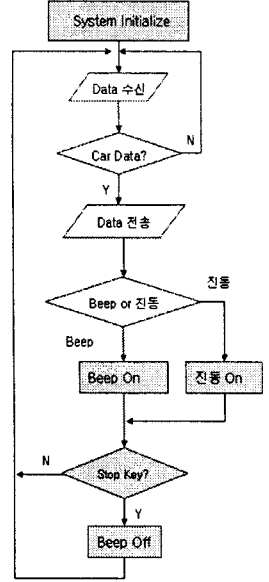 System Initialize
Data 수신
N
Car Data?
Y
Data 전송
진동
Beep or 진동
Beep
Beep On
진동 On
N
Stop Key?
Y
Beep Off